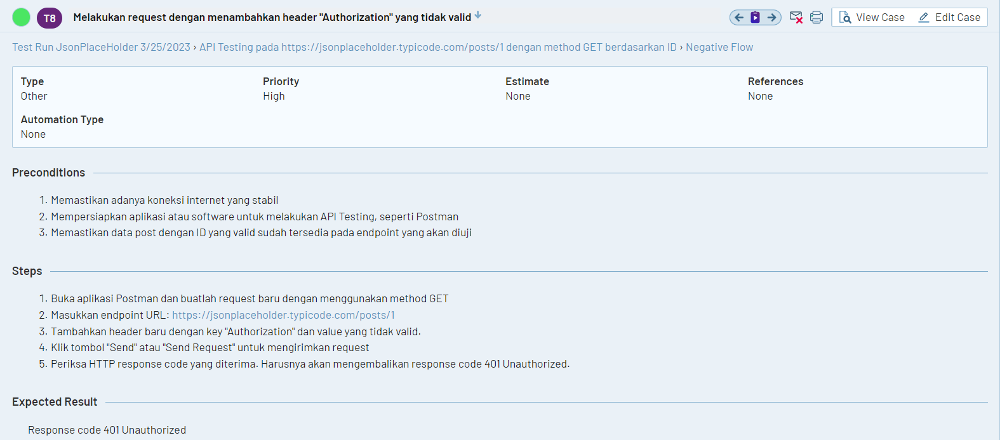 T8 Melakukan request dengan menambahkan header "Authorization" yang tidak valid View Case Edit Case
Test Run JsonPlaceHolder 3/25/2023 › API Testing pada https://jsonplaceholder.typicode.com/posts/1 dengan method GET berdasarkan ID › Negative Flow
Type Priority Estimate References
Other High None None
Automation Type
None
Preconditions
1. Memastikan adanya koneksi internet yang stabil
2. Mempersiapkan aplikasi atau software untuk melakukan API Testing, seperti Postman
3. Memastikan data post dengan ID yang valid sudah tersedia pada endpoint yang akan diuji
Steps
1. Buka aplikasi Postman dan buatlah request baru dengan menggunakan method GET
2. Masukkan endpoint URL: https://jsonplaceholder.typicode.com/posts/1
3. Tambahkan header baru dengan key "Authorization" dan value yang tidak valid.
4. Klik tombol "Send" atau "Send Request" untuk mengirimkan request
5. Periksa HTTP response code yang diterima. Harusnya akan mengembalikan response code 401 Unauthorized.
Expected Result
Response code 401 Unauthorized